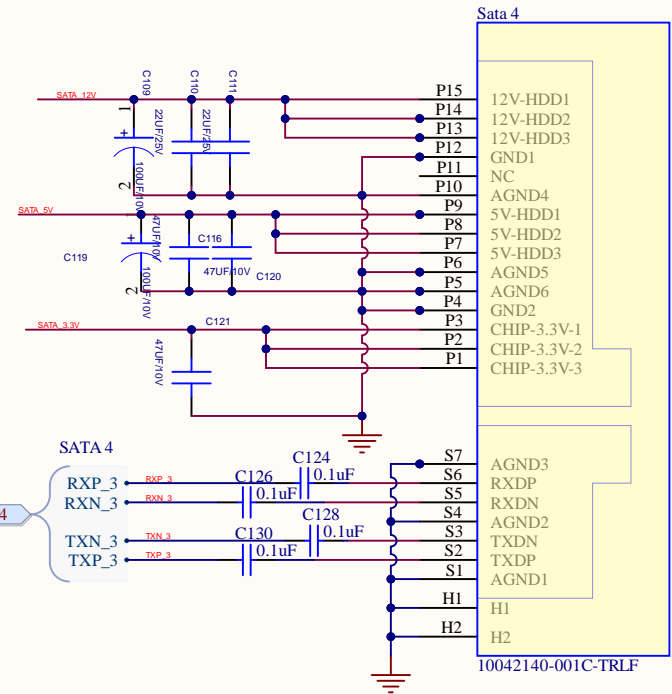 Sata 4
C109
C110
C111
SATA_12V
1
22UF/25V
22UF/25V
+
100UF/10V
2
P15 12V-HDD1
P14 12V-HDD2
P13 12V-HDD3
P12 GND1
P11 NC
P10 AGND4
SATA_5V
P9 5V-HDD1
P8 5V-HDD2
P7 5V-HDD3
P6 AGND5
P5 AGND6
P4 GND2
+
47UF/10V
C116
C119
47UF/10V
C120
2
100UF/10V
SATA_3.3V
C121
47UF/10V
P3 CHIP-3.3V-1
P2 CHIP-3.3V-2
P1 CHIP-3.3V-3
SATA 4
C124
S7 AGND3
RXP_3 RXP_3 C126 0.1uF S6 RXDP
RXN_3 RXN_3 0.1uF S5 RXDN
4
C128
S4 AGND2
TXN_3 TXN_3 C130 0.1uF S3 TXDN
TXP_3 TXP_3 0.1uF S2 TXDP
S1 AGND1
H1 H1
H2 H2
10042140-001C-TRLF